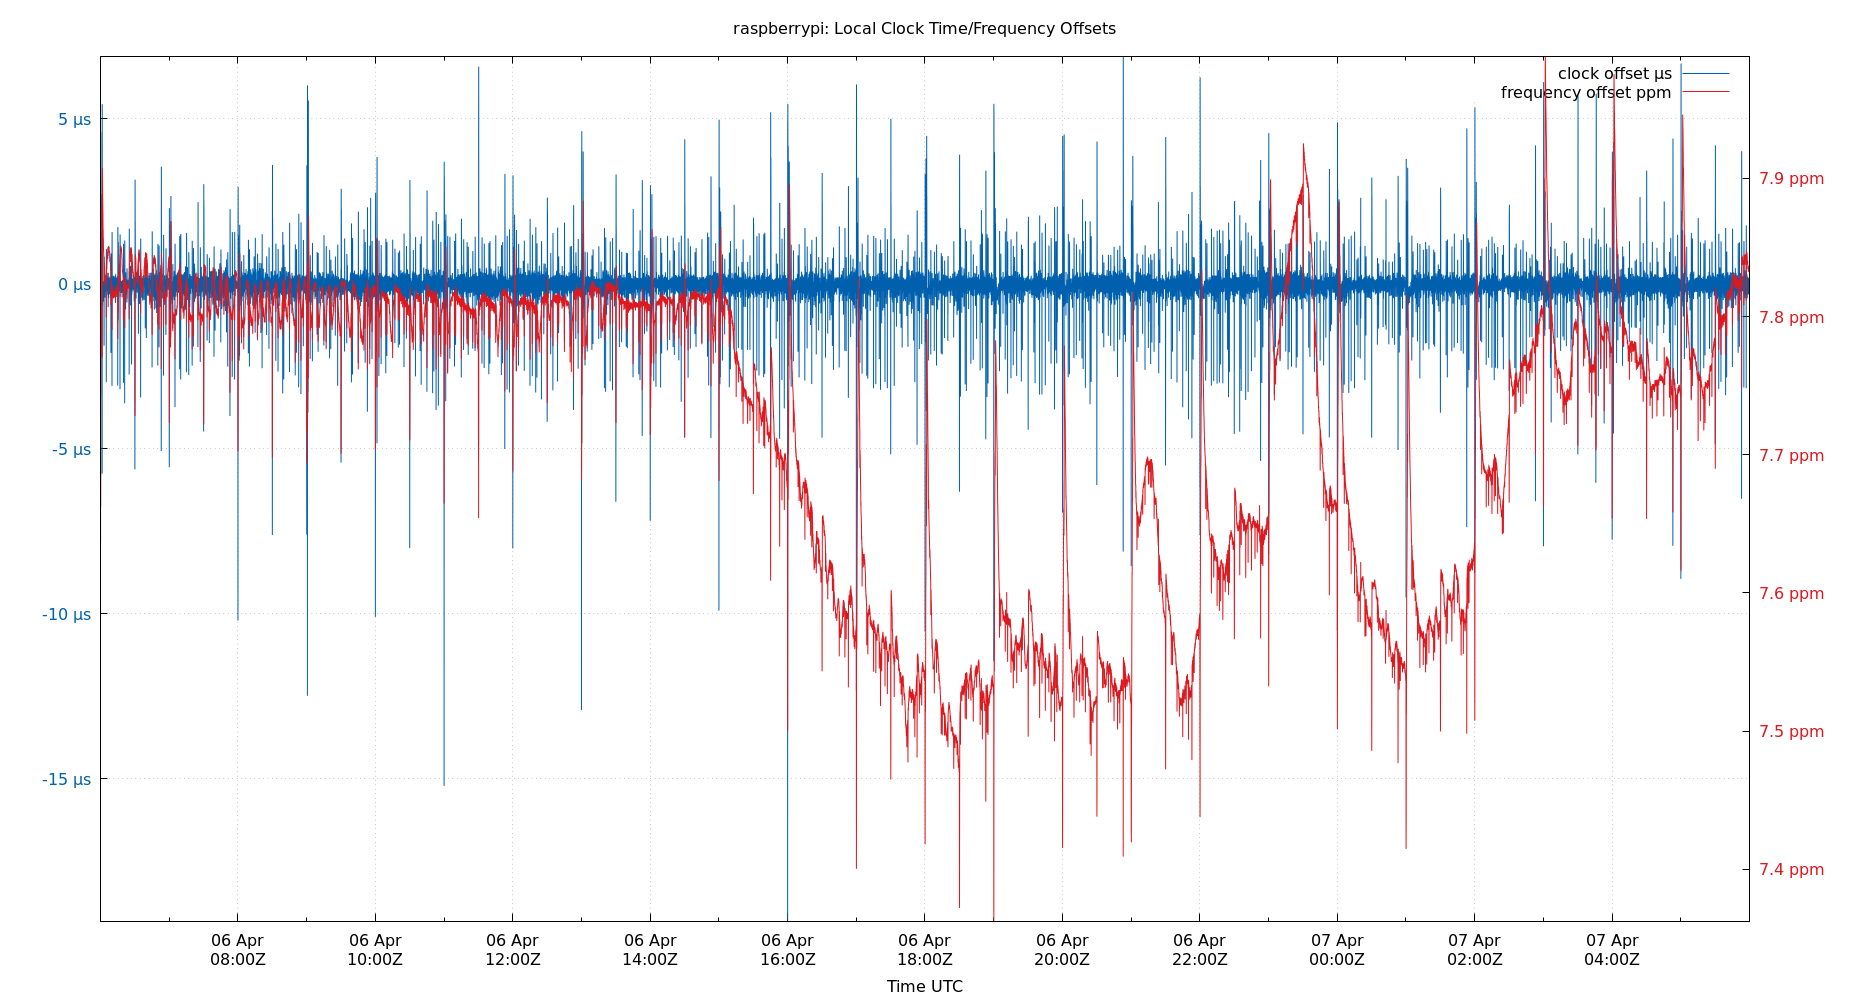 raspberrypi: Local Clock Time/Frequency Offsets
clock offset µs
frequency offset ppm
5 µs
0 µs
-5 µs
-10 µs
-15 µs
7.9 ppm
7.8 ppm
7.7 ppm
7.6 ppm
7.5 ppm
7.4 ppm
06 Apr 06 Apr 06 Apr 06 Apr 06 Apr 06 Apr 06 Apr 06 Apr 07 Apr 07 Apr 07 Apr
08:00Z 10:00Z 12:00Z 14:00Z 16:00Z 18:00Z 20:00Z 22:00Z 00:00Z 02:00Z 04:00Z
Time UTC